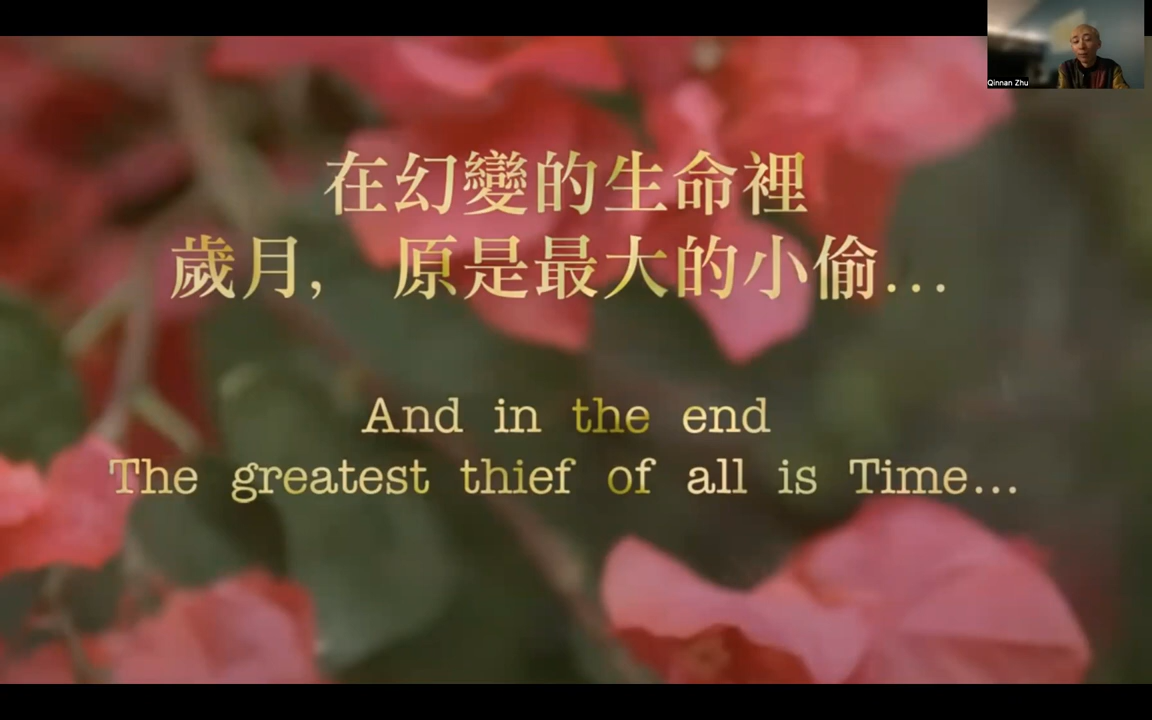 Qinnan Zhu
在幻變的生命裡
歲月， 原是最大的小偷...
And in the end
The greatest thief of all is Time...